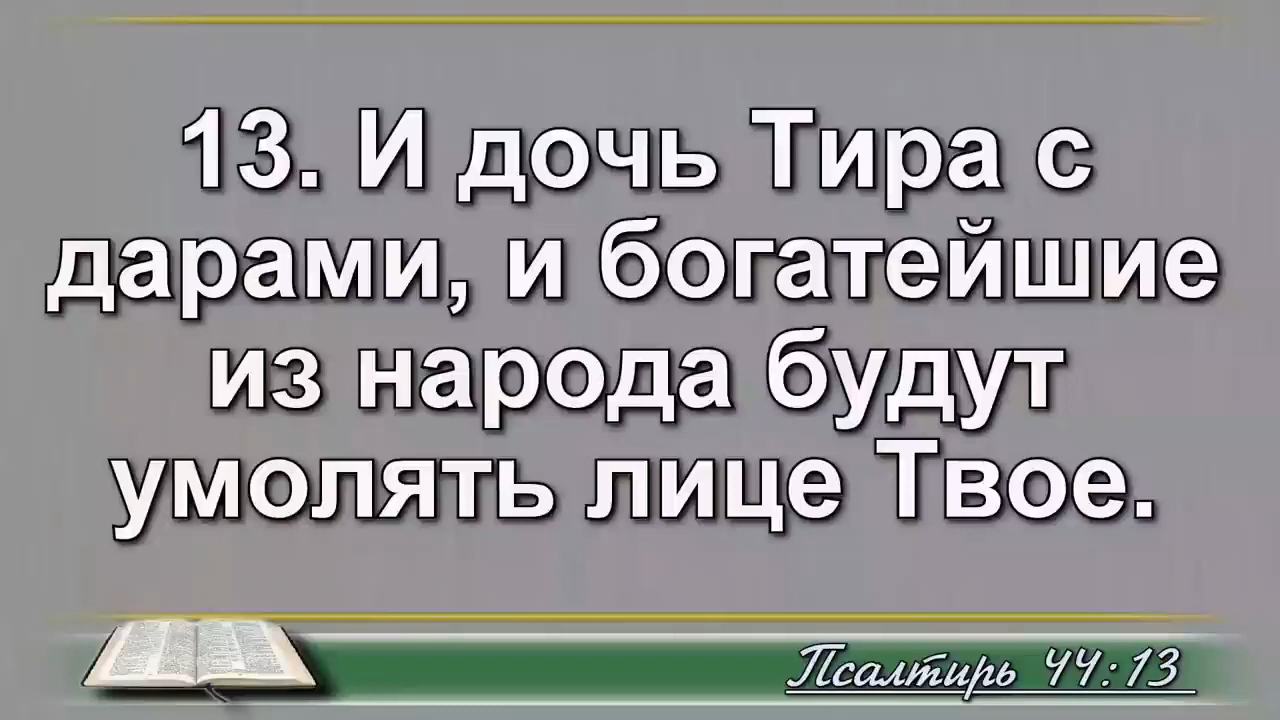 13. И дочь Тира с
дарами, и богатейшие
из народа будут
умолять лице Твое.
Псалтирь 44:13